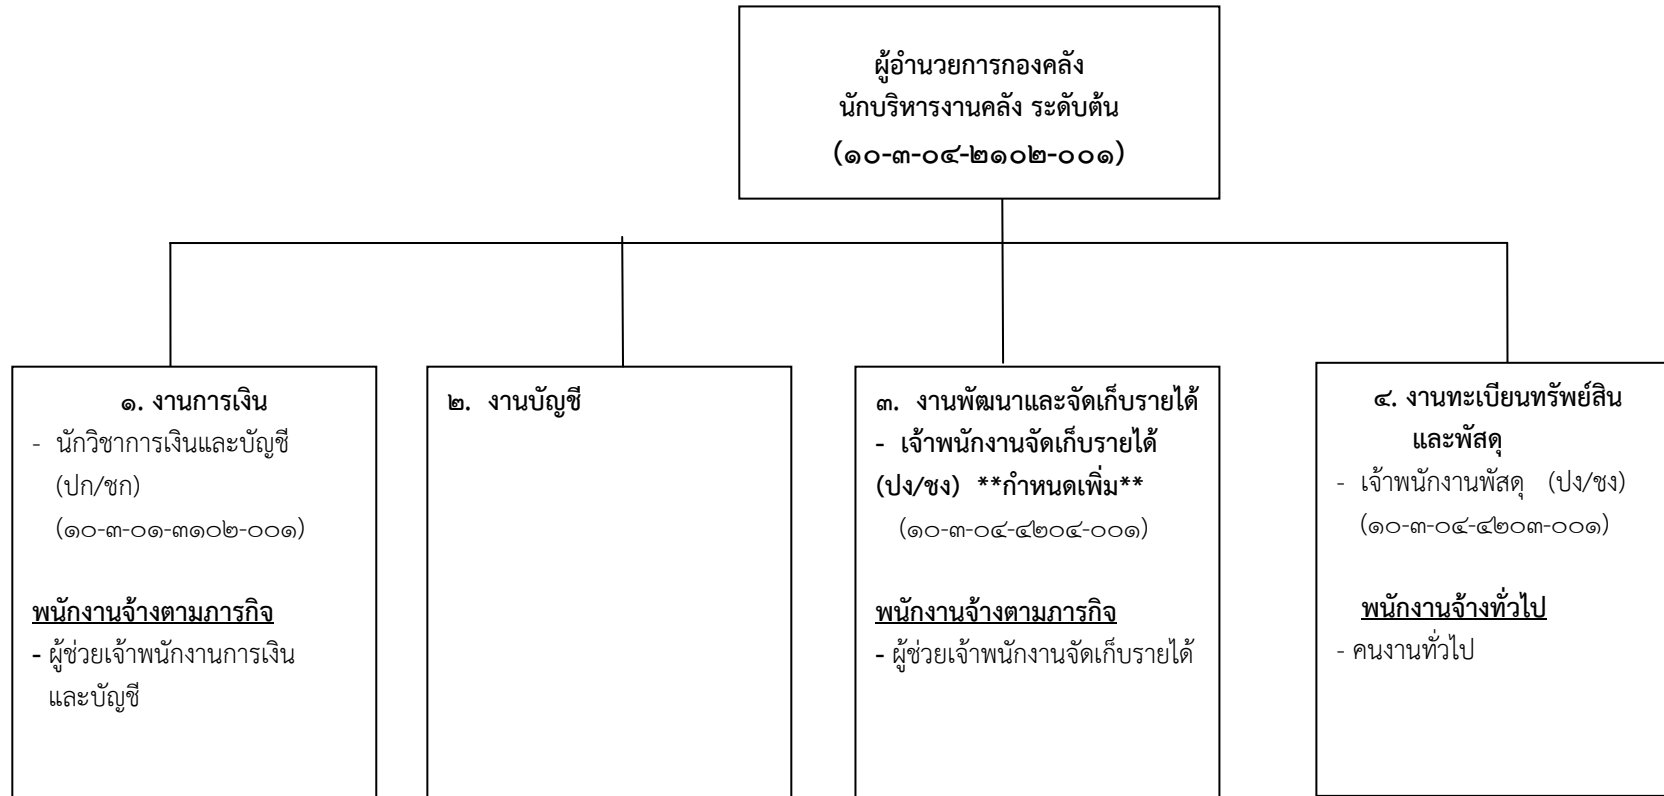 ผู้อำนวยการกองคลัง
นักบริหารงานคลัง ระดับต้น
(๑๐-๓-๐๔-๒๑๐๒-๐๐๑)
๑. งานการเงิน
- นักวิชาการเงินและบัญชี
(ปก/ชก)
(๑๐-๓-๐๑-๓๑๐๒-๐๐๑)
พนักงานจ้างตามภารกิจ
- ผู้ช่วยเจ้าพนักงานการเงิน
และบัญชี
๒. งานบัญชี
๓. งานพัฒนาและจัดเก็บรายได้
- เจ้าพนักงานจัดเก็บรายได้
(ปง/ชง) **กำหนดเพิ่ม**
(๑๐-๓-๐๔-๔๒๐๔-๐๐๑)
พนักงานจ้างตามภารกิจ
- ผู้ช่วยเจ้าพนักงานจัดเก็บรายได้
๔. งานทะเบียนทรัพย์สิน
และพัสดุ
- เจ้าพนักงานพัสดุ (ปง/ชง)
(๑๐-๓-๐๔-๔๒๐๓-๐๐๑)
พนักงานจ้างทั่วไป
- คนงานทั่วไป